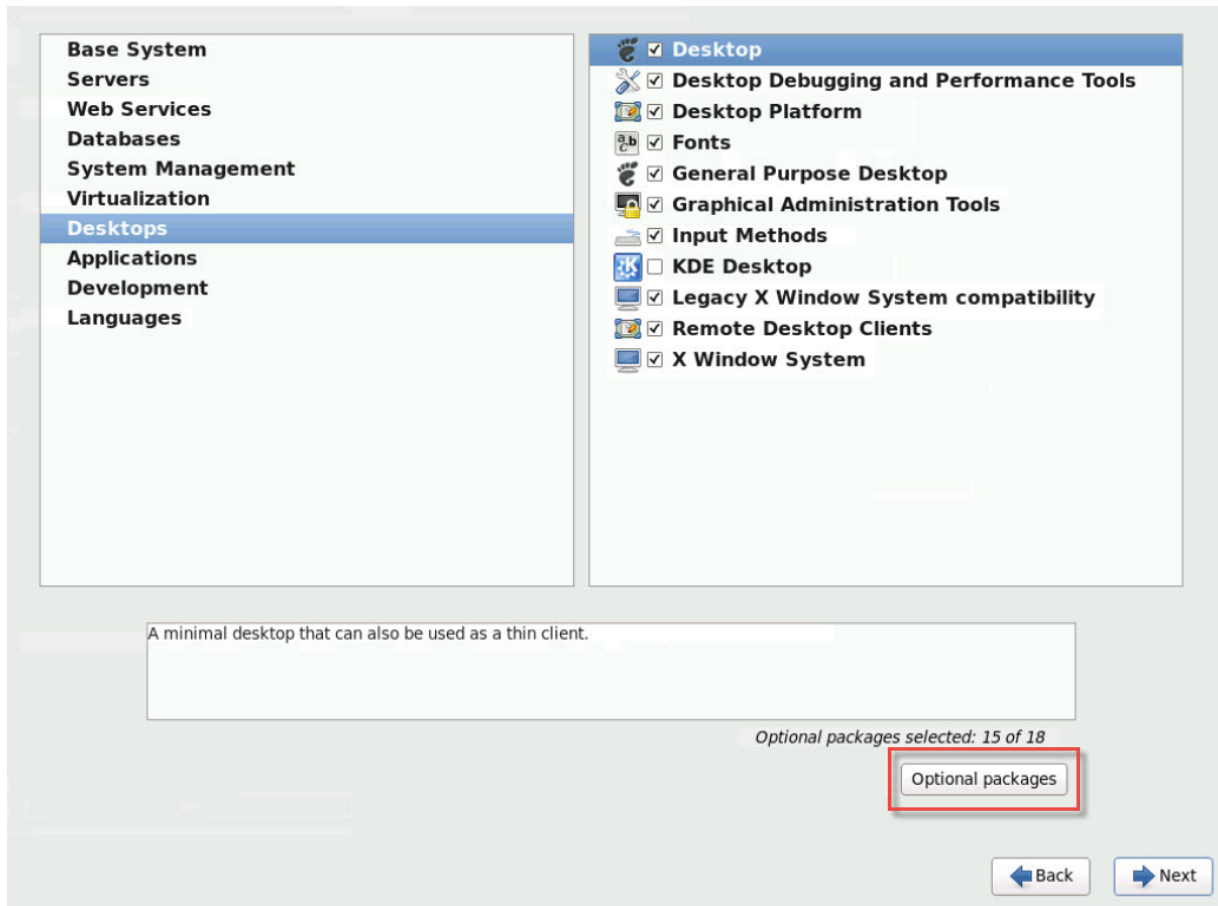 Base System
Servers
Web Services
Databases
System Management
Virtualization
Desktops
Applications
Development
Languages
Desktop
Desktop Debugging and Performance Tools
Desktop Platform
Fonts
General Purpose Desktop
Graphical Administration Tools
Input Methods
KDE Desktop
Legacy X Window System compatibility
Remote Desktop Clients
X Window System
A minimal desktop that can also be used as a thin client.
Optional packages selected: 15 of 18
Optional packages
Back
Next